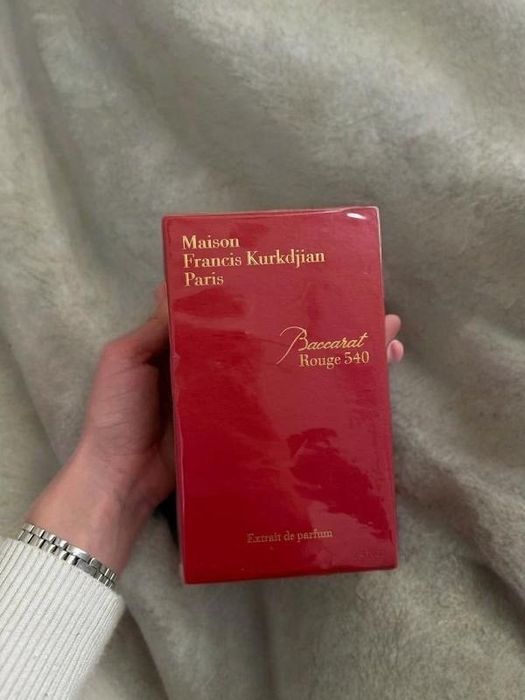 Maison
Francis Kurkdjian
Paris
Baccarat
Rouge 540
Extrait de parfum